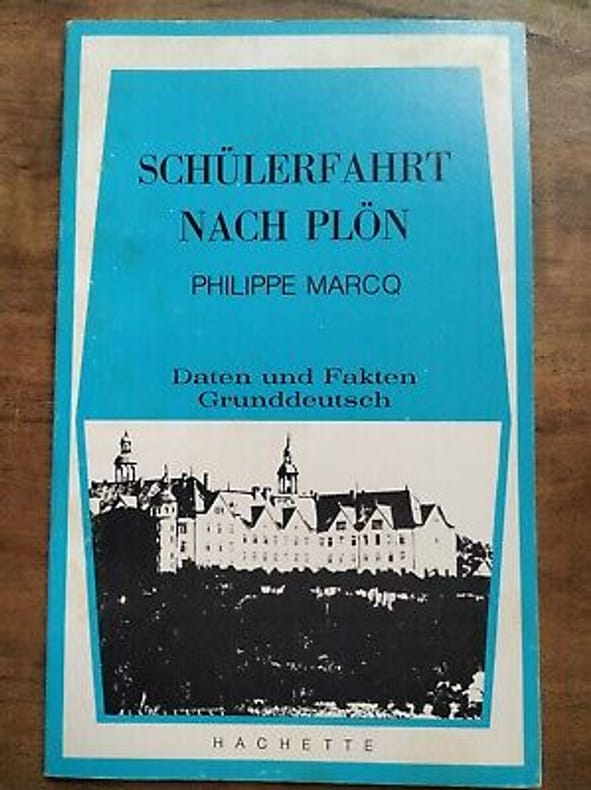 SCHÜLERFAHRT
NACH PLÖN
PHILIPPE MARCQ
Daten und Fakten
Grunddeutsch
HACHETTE